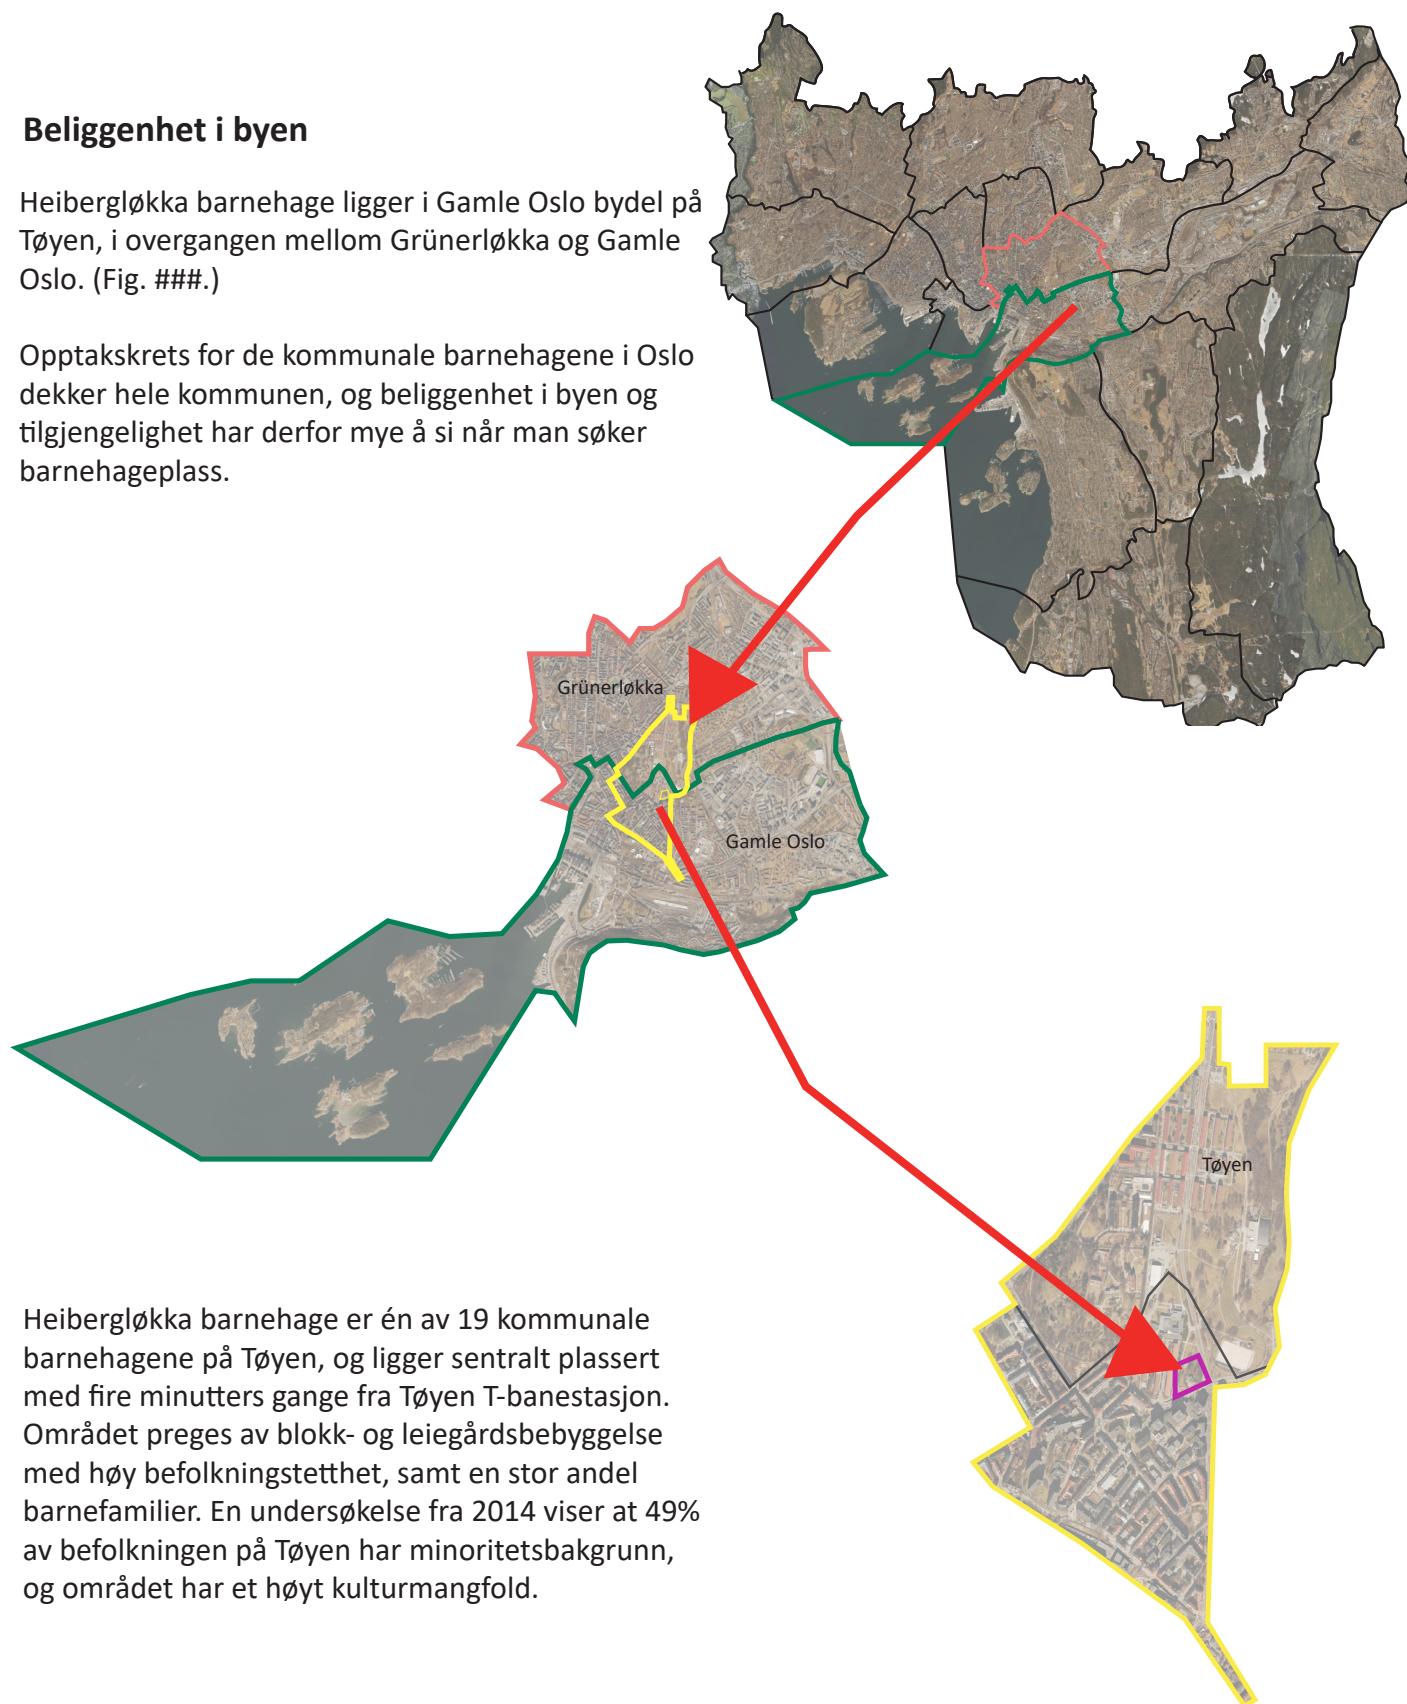 Beliggenhet i byen
Heibergløkka barnehage ligger i Gamle Oslo bydel på
Tøyen, i overgangen mellom Grünerløkka og Gamle
Oslo. (Fig. ###.)
Opptakskrets for de kommunale barnehagene i Oslo
dekker hele kommunen, og beliggenhet i byen og
tilgjengelighet har derfor mye å si når man søker
barnehageplass.
Grünerløkka
Gamle Oslo
Tøyen
Heibergløkka barnehage er én av 19 kommunale
barnehagene på Tøyen, og ligger sentralt plassert
med fire minutters gange fra Tøyen T-banestasjon.
Området preges av blokk- og leiegårdsbebyggelse
med høy befolkningstetthet, samt en stor andel
barnefamilier. En undersøkelse fra 2014 viser at 49%
av befolkningen på Tøyen har minoritetsbakgrunn,
og området har et høyt kulturmangfold.